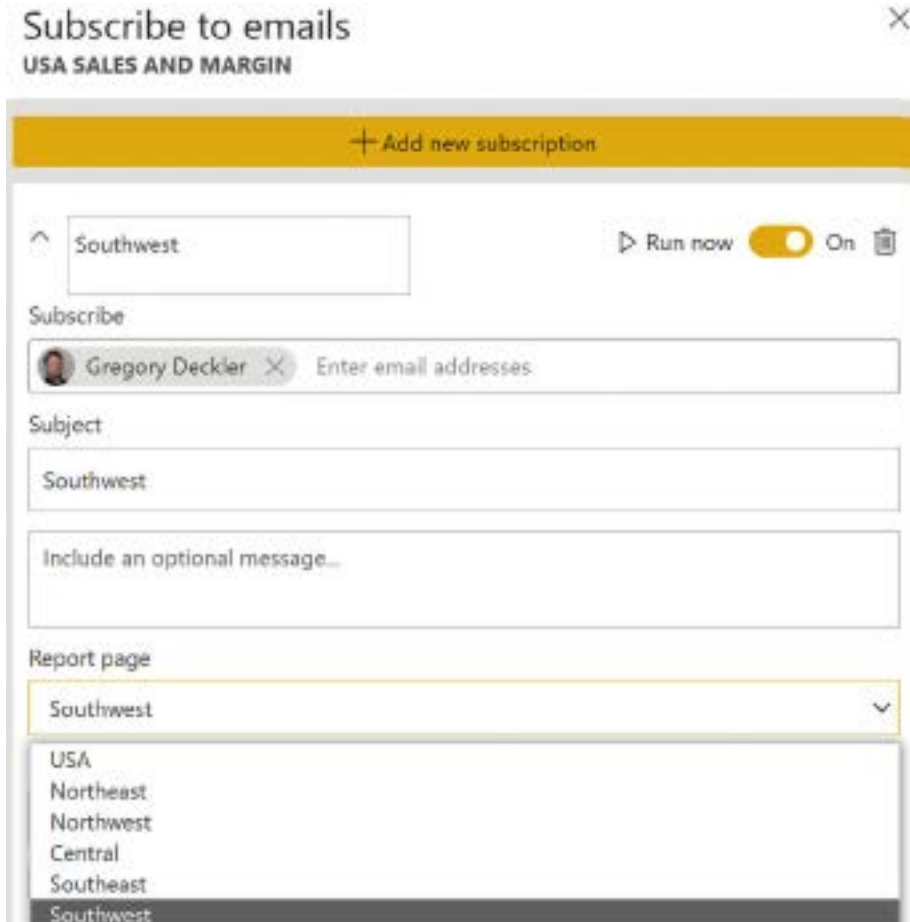 Subscribe to emails
USA SALES AND MARGIN
Add new subscription
Southwest
Run now On
Subscribe
Gregory Deckler Enter email addresses
Subject
Southwest
Include an optional message...
Report page
Southwest
USA
Northeast
Northwest
Central
Southeast
Southwest